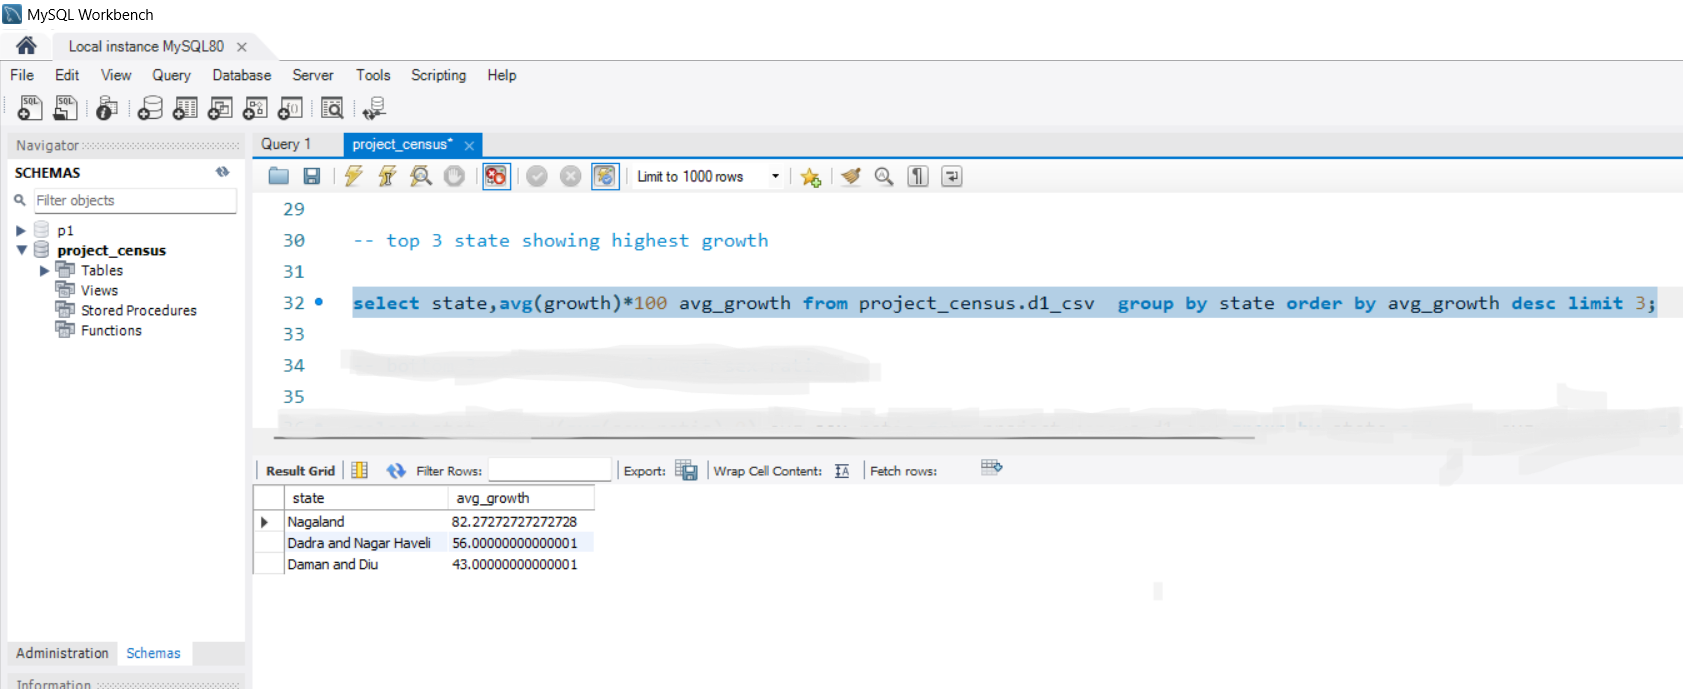 MySQL Workbench
Local instance MySQL80
File Edit View Query Database Server Tools Scripting Help
Navigator
SCHEMAS
Filter objects
p1
project_census
Tables
Views
Stored Procedures
Functions
Administration Schemas
Information
Query 1 project_census*
Limit to 1000 rows
29
30 -- top 3 state showing highest growth
31
32 select state,avg(growth)*100 avg_growth from project_census.d1_csv  group by state order by avg_growth desc limit 3;
33
34
35
Result Grid Filter Rows: Export: Wrap Cell Content: Fetch rows:
state avg_growth
Nagaland 82.27272727272728
Dadra and Nagar Haveli 56.00000000000001
Daman and Diu 43.00000000000001